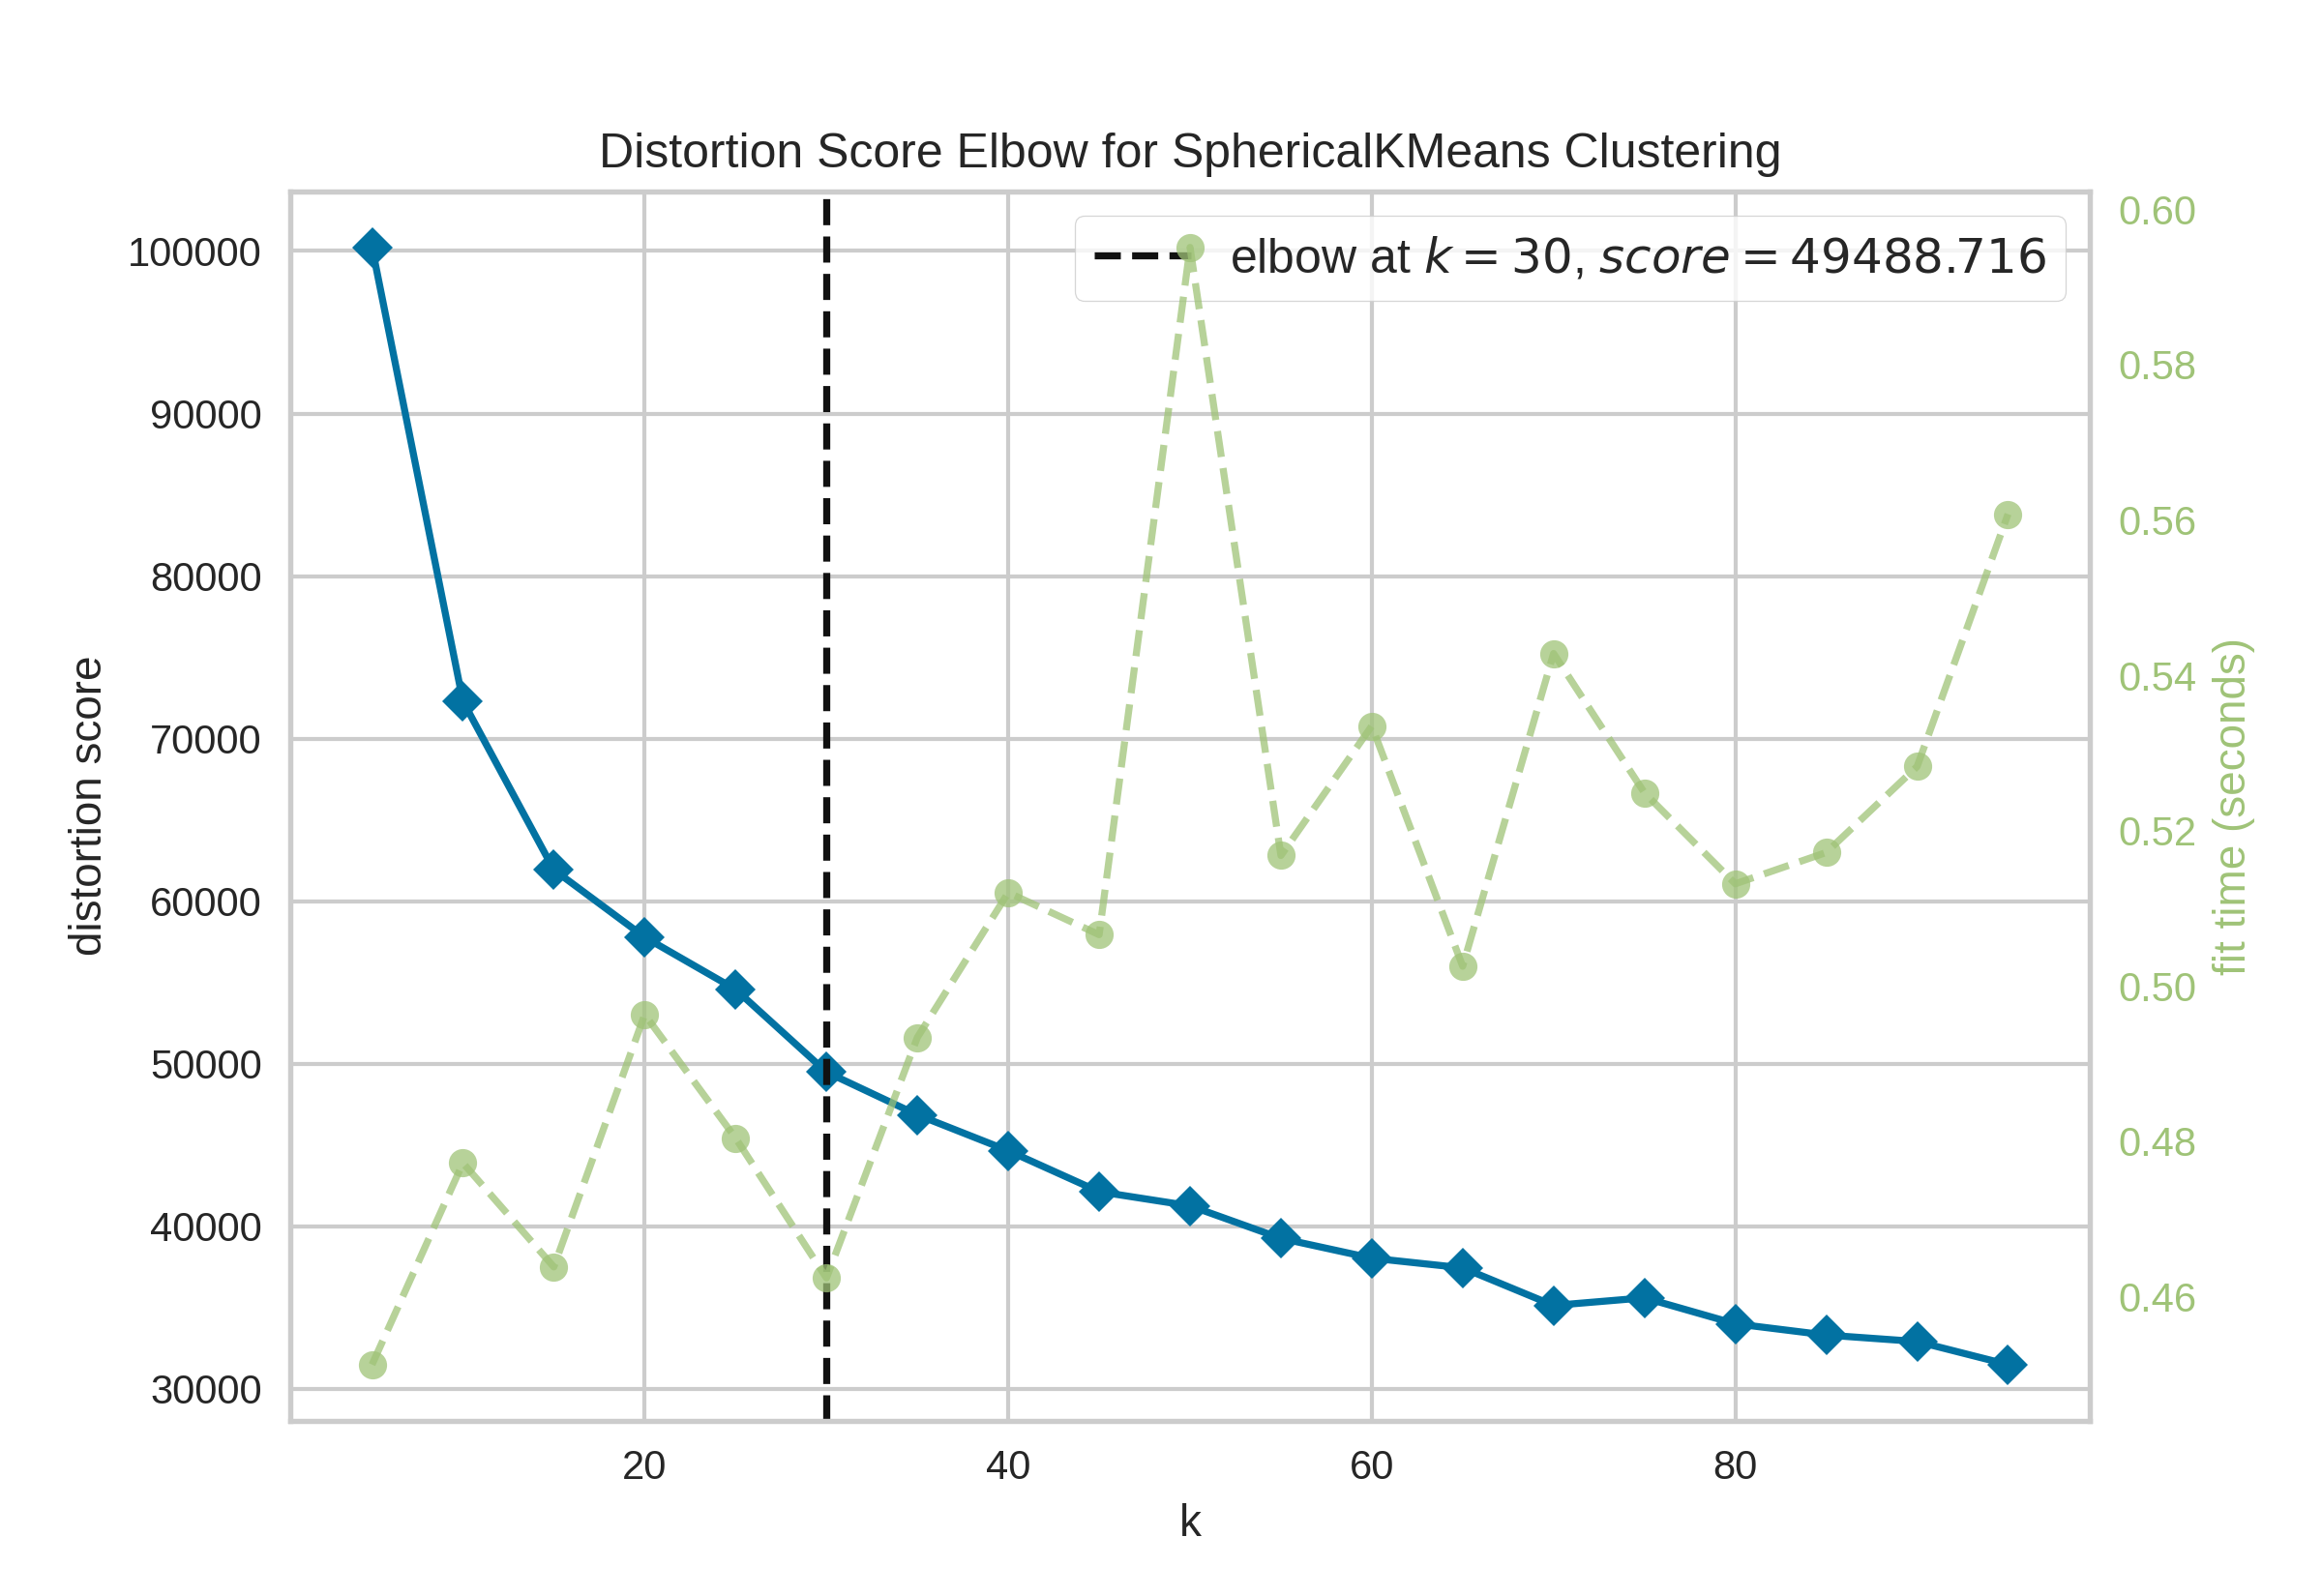 Distortion Score Elbow for SphericalKMeans Clustering
elbow at k = 30, score = 49488.716
distortion score
100000
90000
80000
70000
60000
50000
40000
30000
0.60
0.58
0.56
0.54
0.52
0.50
0.48
0.46
fit time (seconds)
20 40 60 80
k